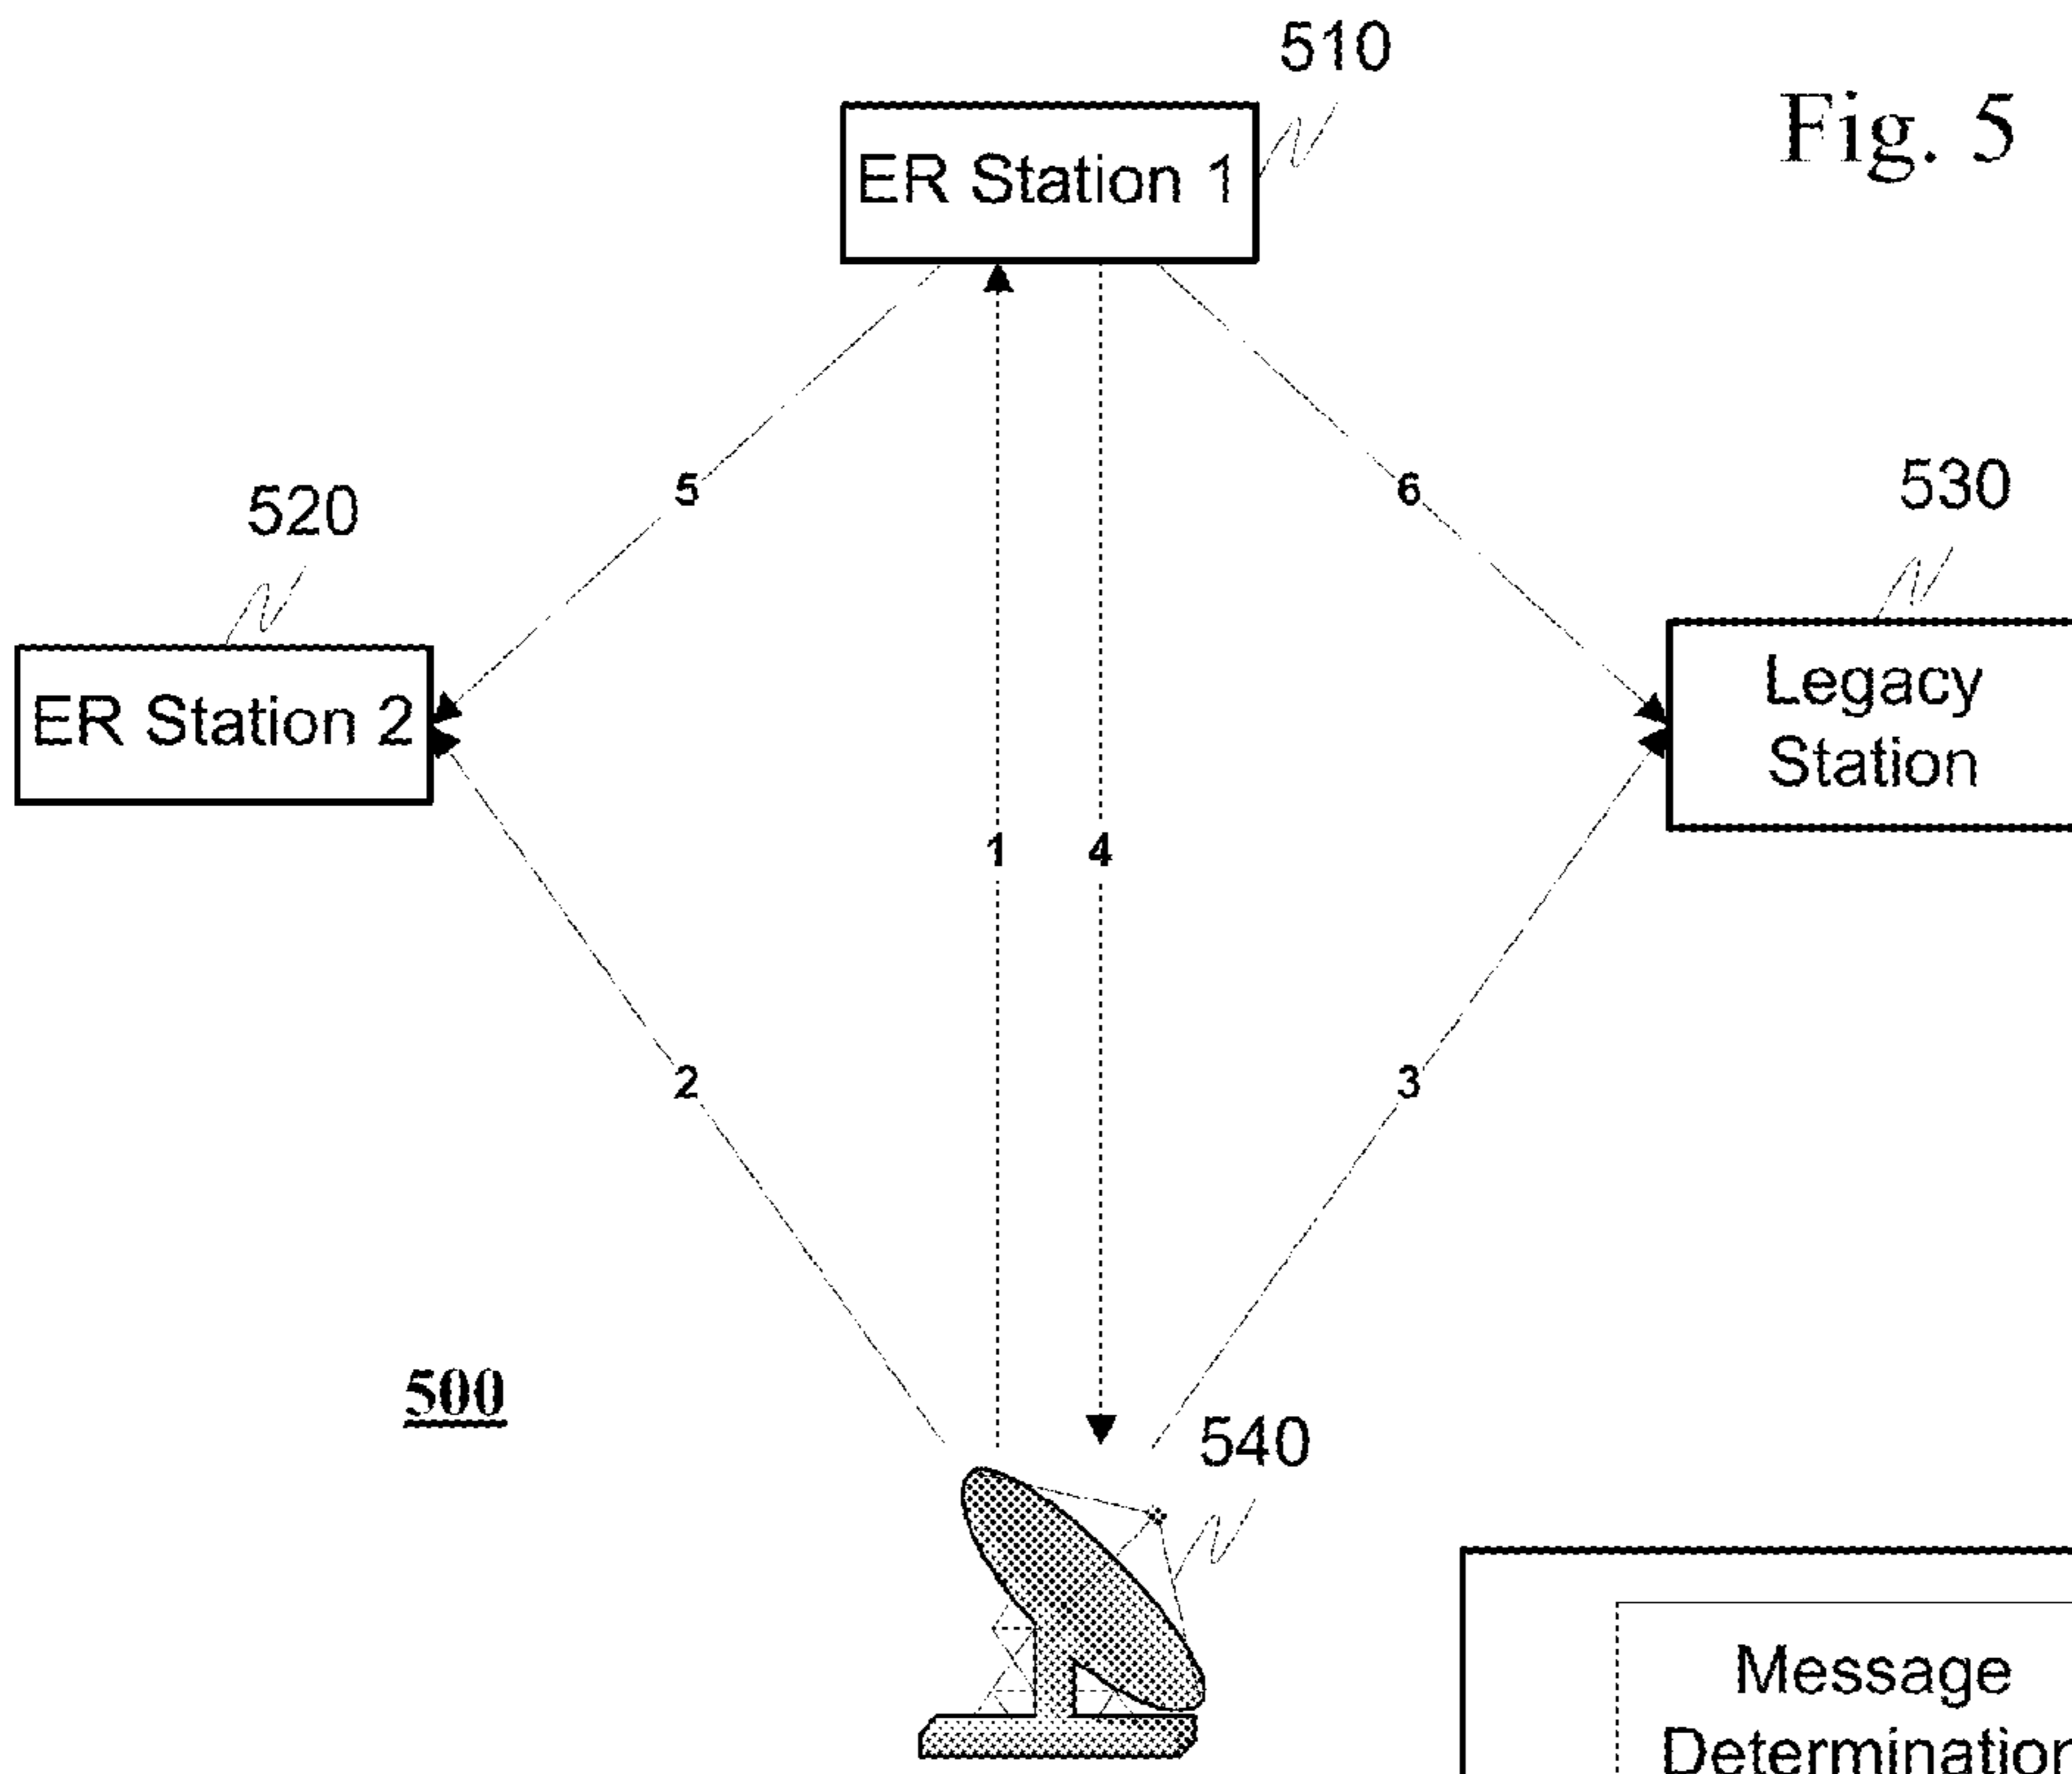 510
Fig. 5
ER Station 1
5
6
520
530
ER Station 2
Legacy
Station
1
4
2
3
500
540
Message
Determination